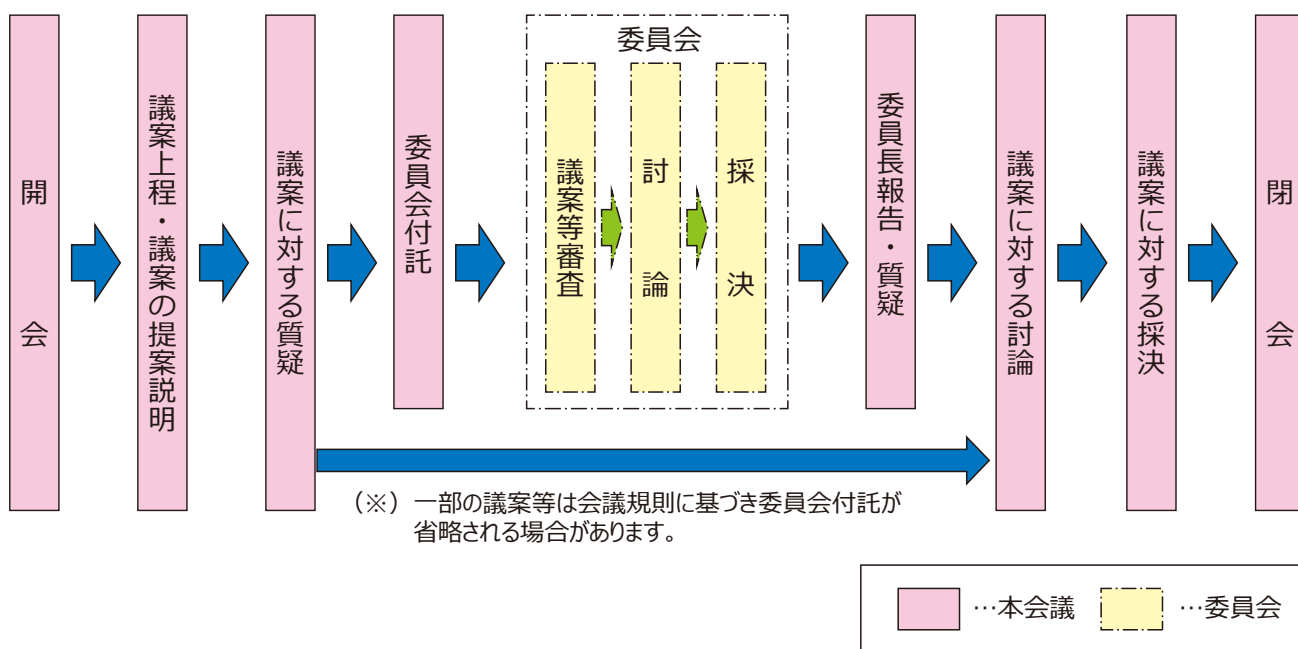 開会
議案上程・議案の提案説明
議案に対する質疑
委員会付託
委員会
議案等審査
討論
採決
委員長報告・質疑
議案に対する討論
議案に対する採決
閉会
（※）一部の議案等は会議規則に基づき委員会付託が
省略される場合があります。
…本会議
…委員会